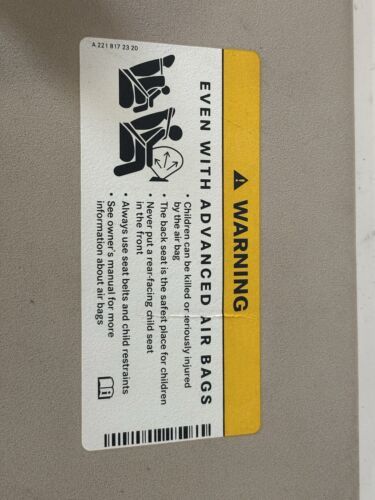 ⚠ WARNING
EVEN WITH ADVANCED AIR BAGS
• Children can be killed or seriously injured
by the air bag
• The back seat is the safest place for children
• Never put a rear-facing child seat
in the front
• Always use seat belts and child restraints
• See owner's manual for more
information about air bags
A 221 817 23 20